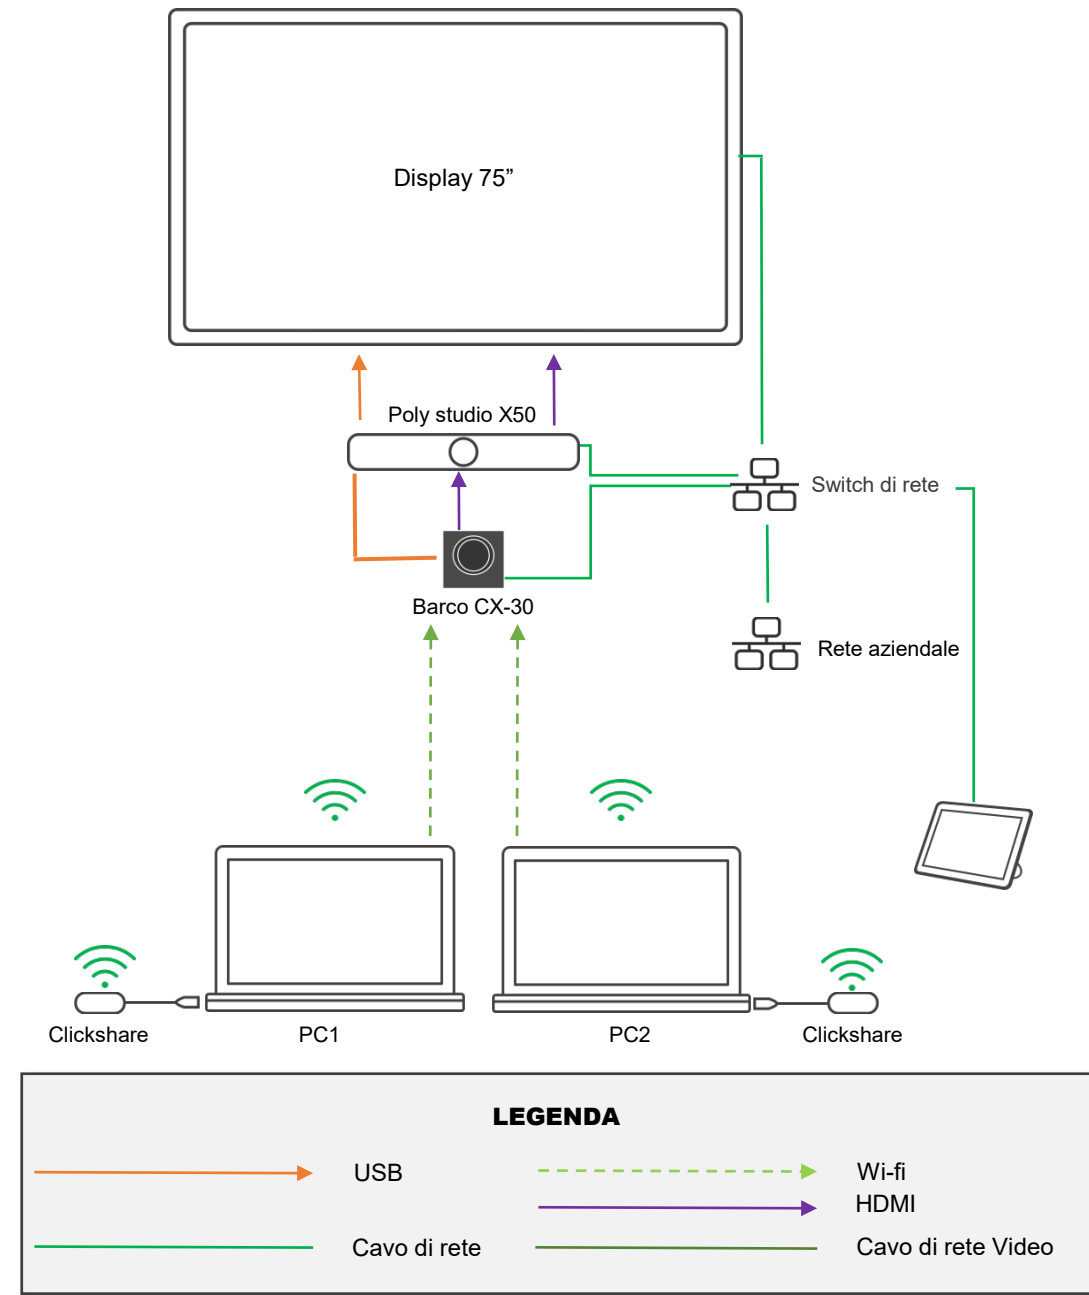 Display 75”
Poly studio X50
Switch di rete
Barco CX-30
Rete aziendale
Clickshare
PC1
PC2
Clickshare
LEGENDA
USB
Wi-fi
HDMI
Cavo di rete
Cavo di rete Video